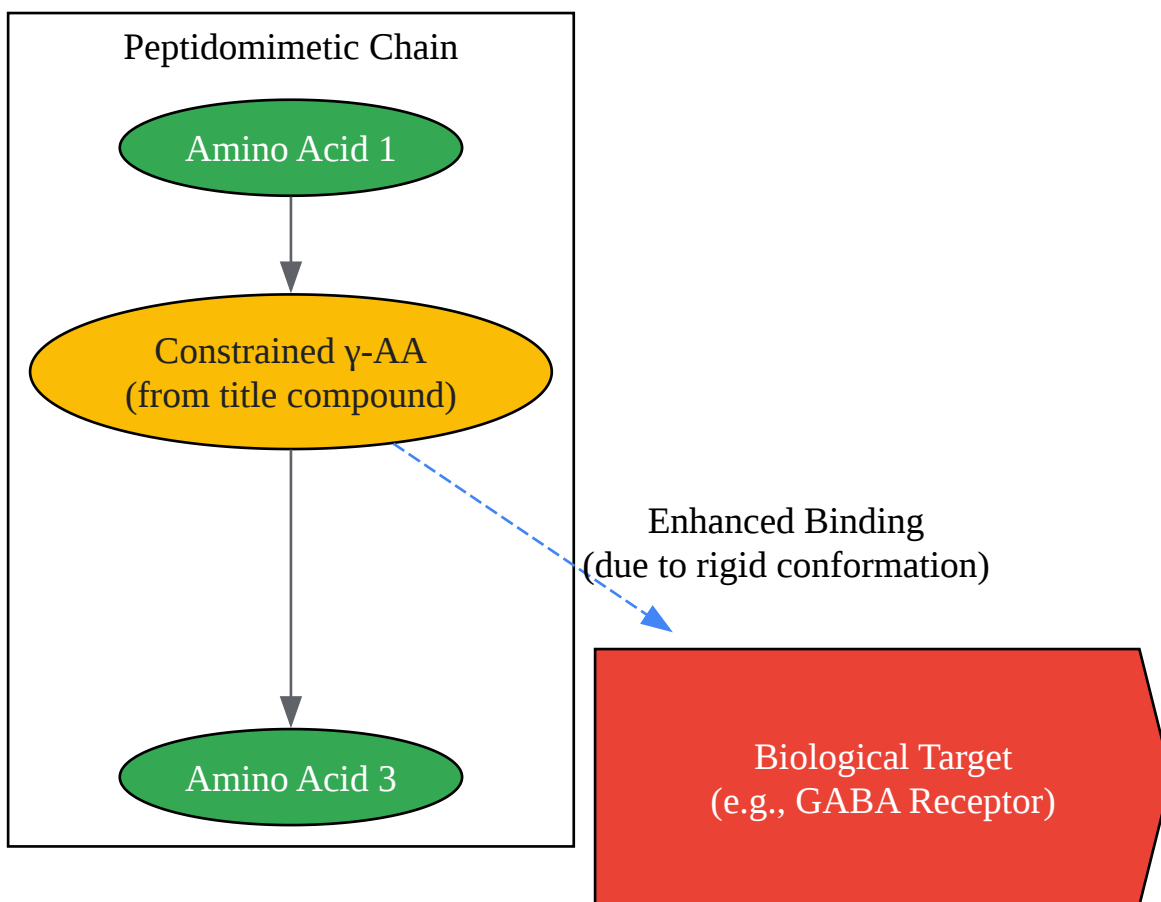 Peptidomimetic Chain
Amino Acid 1
Constrained γ-AA
(from title compound)
Enhanced Binding
(due to rigid conformation)
Amino Acid 3
Biological Target
(e.g., GABA Receptor)